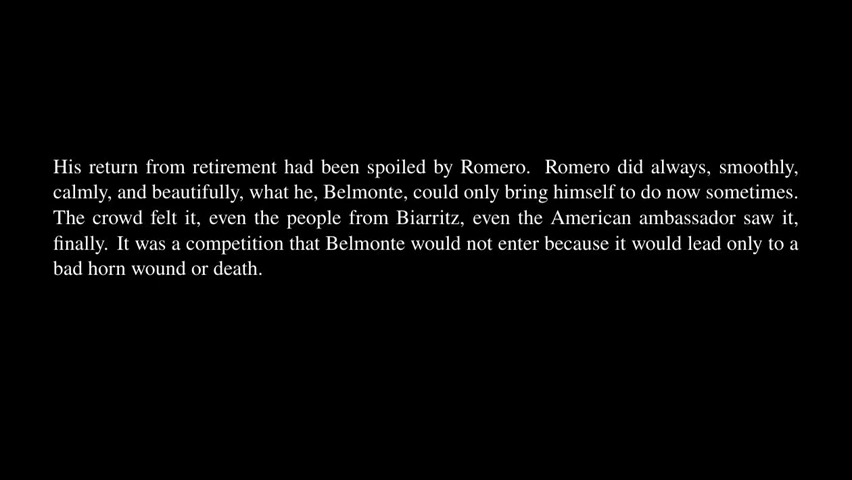 His return from retirement had been spoiled by Romero. Romero did always, smoothly,
calmly, and beautifully, what he, Belmonte, could only bring himself to do now sometimes.
The crowd felt it, even the people from Biarritz, even the American ambassador saw it,
finally. It was a competition that Belmonte would not enter because it would lead only to a
bad horn wound or death.